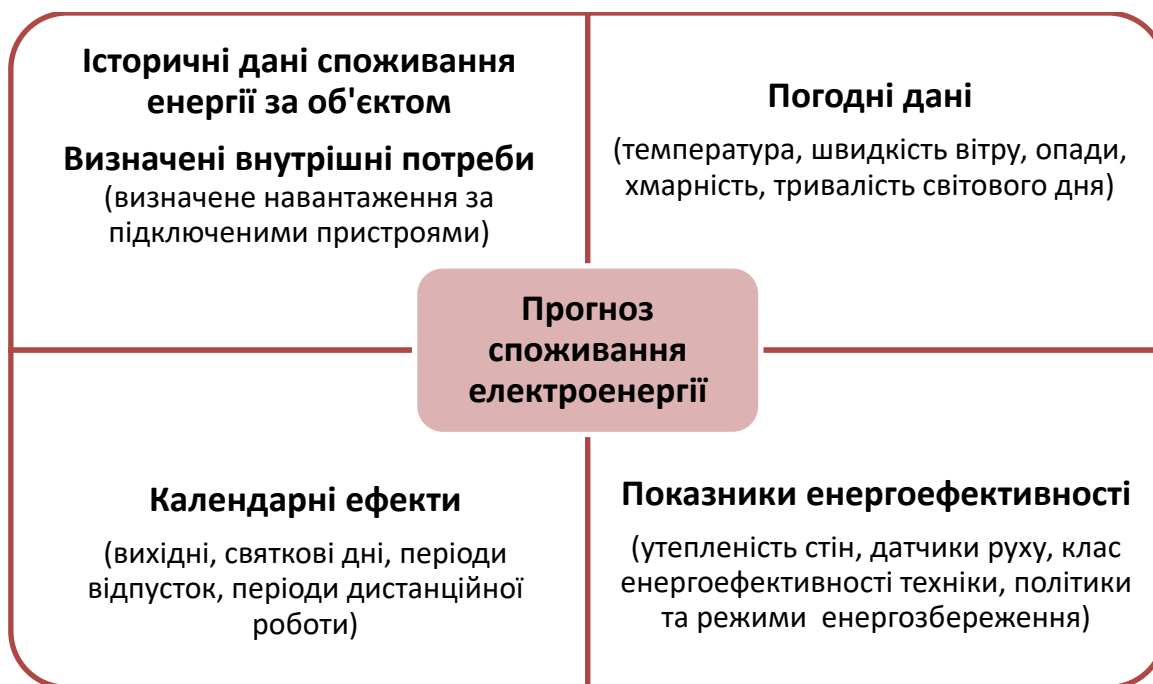 Історичні дані споживання
енергії за об'єктом
Визначені внутрішні потреби
(визначене навантаження за
підключеними пристроями)
Погодні дані
(температура, швидкість вітру, опади,
хмарність, тривалість світового дня)
Прогноз
споживання
електроенергії
Календарні ефекти
(вихідні, святкові дні, періоди
відпусток, періоди дистанційної
роботи)
Показники енергоефективності
(утепленість стін, датчики руху, клас
енергоефективності техніки, політики
та режими  енергозбереження)